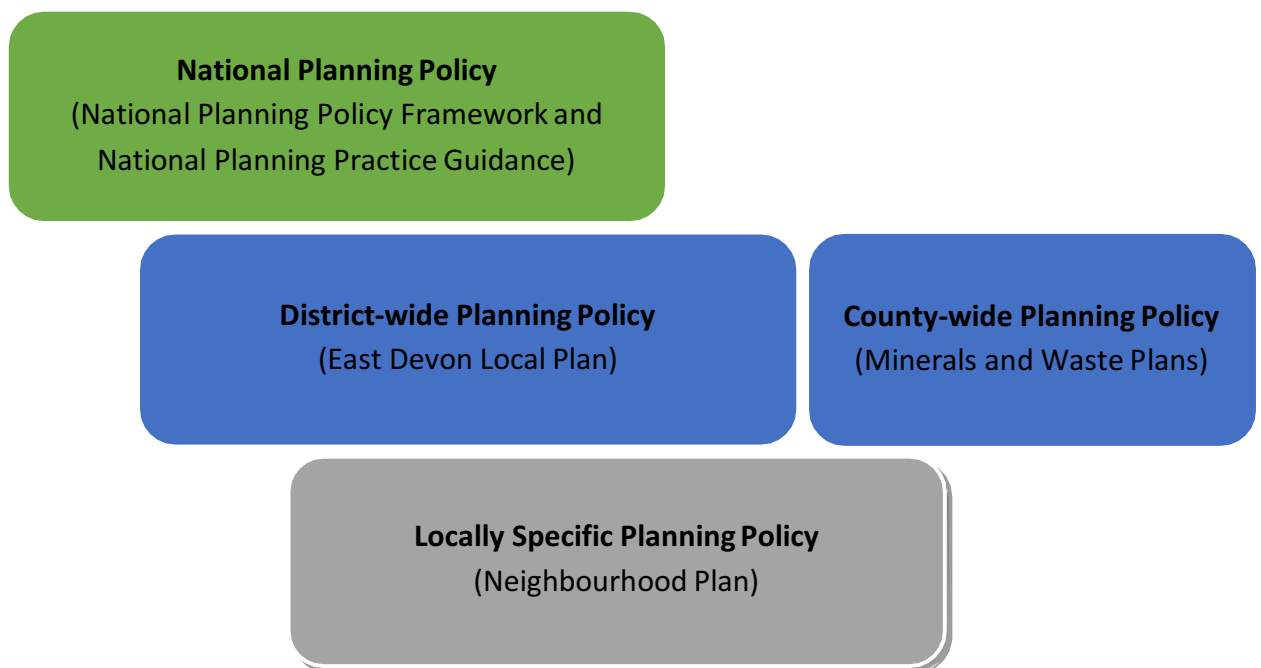 National Planning Policy
(National Planning Policy Framework and
National Planning Practice Guidance)
District-wide Planning Policy
(East Devon Local Plan)
County-wide Planning Policy
(Minerals and Waste Plans)
Locally Specific Planning Policy
(Neighbourhood Plan)